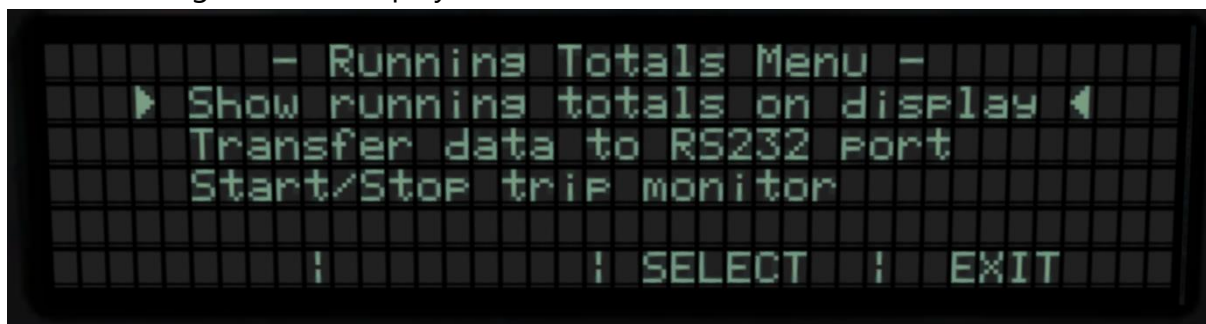 - Running Totals Menu -
▶ Show running totals on display ◀
Transfer data to RS232 port
Start/Stop trip monitor
¦ ¦ SELECT ¦ EXIT